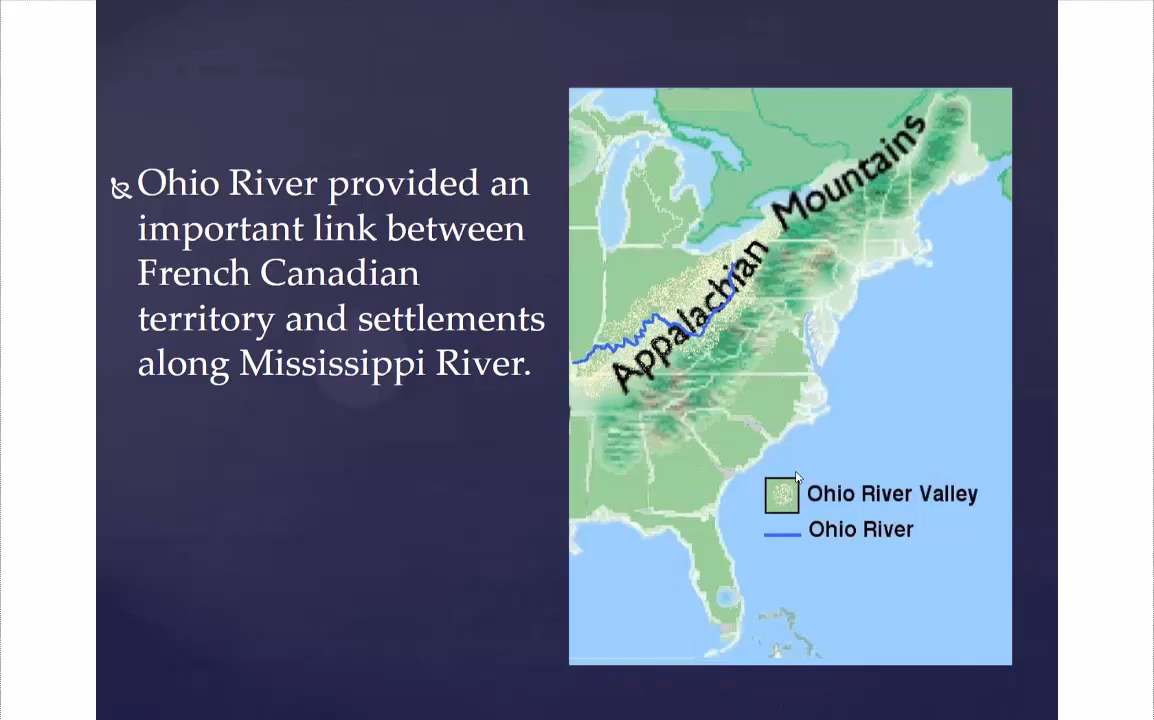 Ohio River provided an
important link between
French Canadian
territory and settlements
along Mississippi River.
Appalachian Mountains
Ohio River Valley
Ohio River